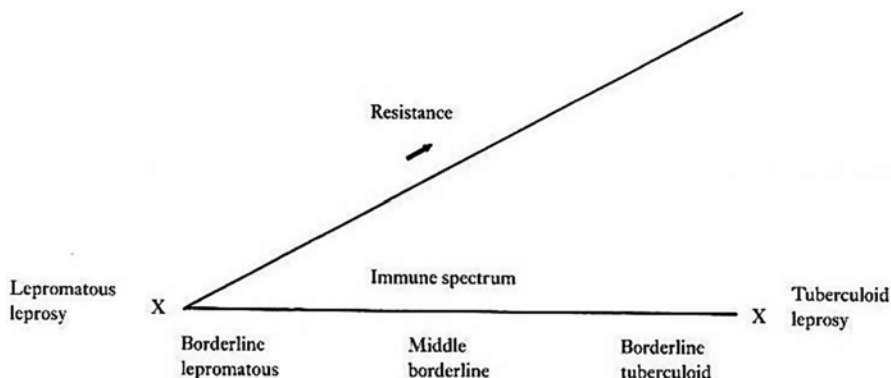 Resistance
Immune spectrum
Lepromatous
leprosy
X
X
Tuberculoid
leprosy
Borderline
lepromatous
Middle
borderline
Borderline
tuberculoid